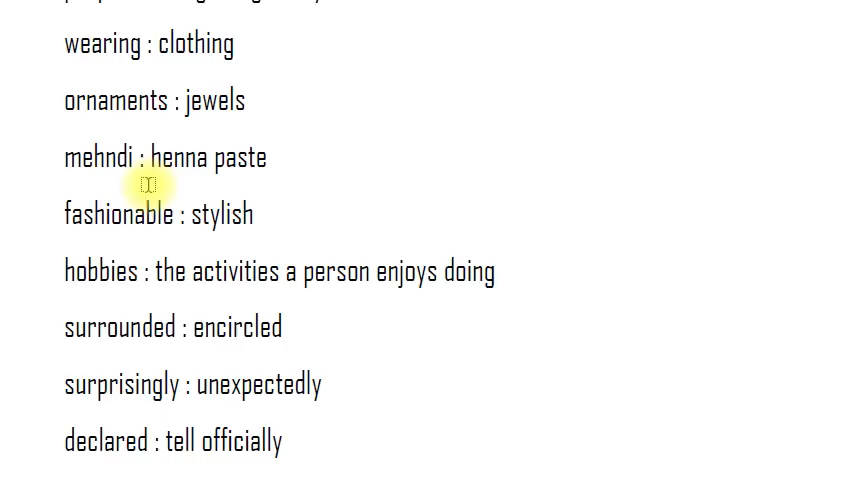 wearing : clothing
ornaments : jewels
mehndi : henna paste
fashionable : stylish
hobbies : the activities a person enjoys doing
surrounded : encircled
surprisingly : unexpectedly
declared : tell officially